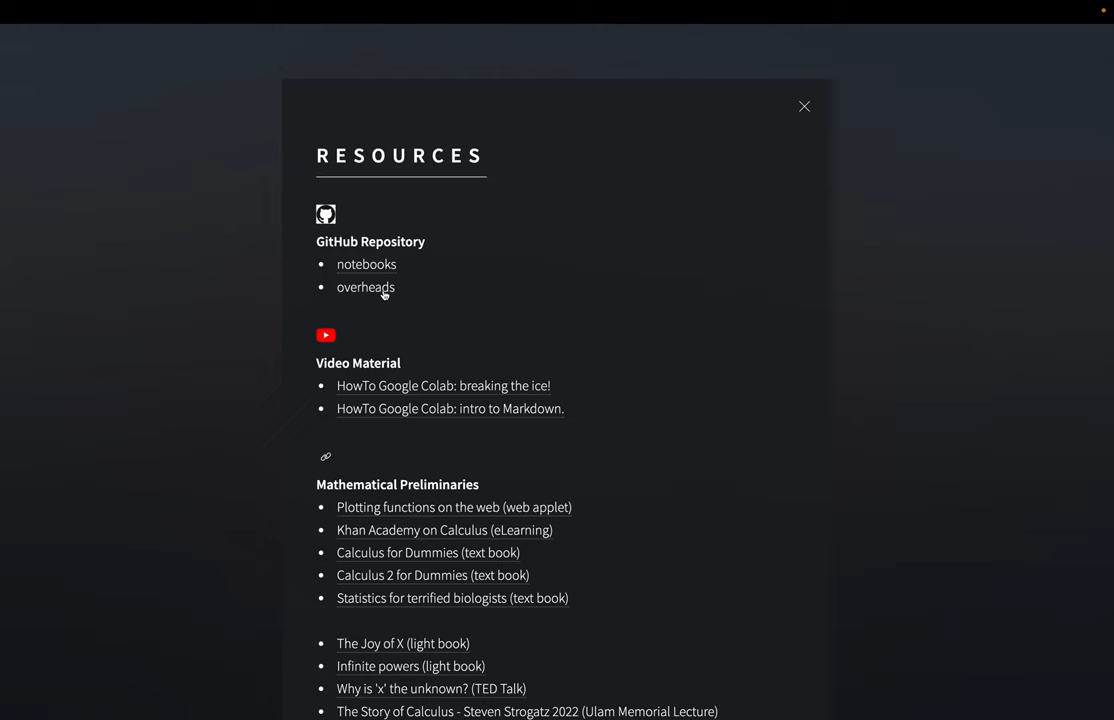 RESOURCES
GitHub Repository
• notebooks
• overheads
Video Material
• HowTo Google Colab: breaking the ice!
• HowTo Google Colab: intro to Markdown.
Mathematical Preliminaries
• Plotting functions on the web (web applet)
• Khan Academy on Calculus (eLearning)
• Calculus for Dummies (text book)
• Calculus 2 for Dummies (text book)
• Statistics for terrified biologists (text book)
• The Joy of X (light book)
• Infinite powers (light book)
• Why is 'x' the unknown? (TED Talk)
• The Story of Calculus - Steven Strogatz 2022 (Ulam Memorial Lecture)